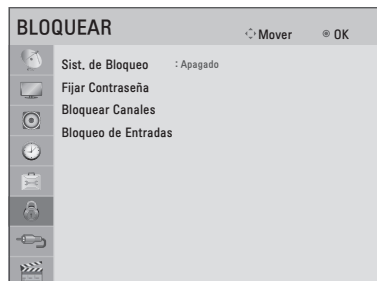 BLOQUEAR Mover OK
Sist. de Bloqueo : Apagado
Fijar Contraseña
Bloquear Canales
Bloqueo de Entradas